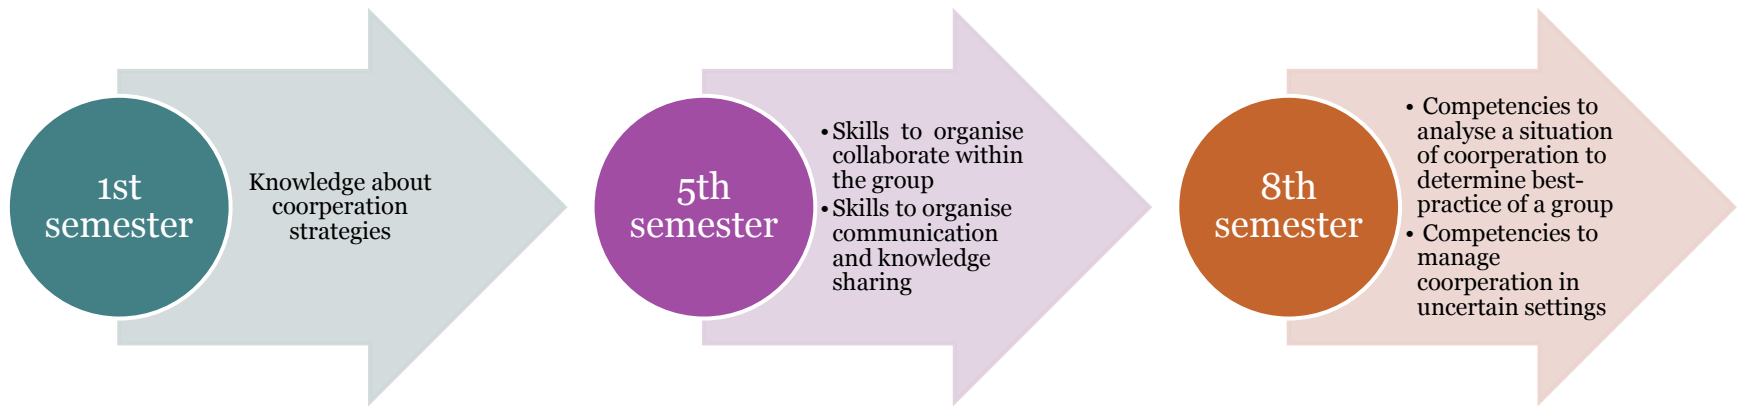 1st
semester
Knowledge about
coorperation
strategies
5th
semester
• Skills to organise
collaborate within
the group
• Skills to organise
communication
and knowledge
sharing
8th
semester
• Competencies to
analyse a situation
of coorperation to
determine best-
practice of a group
• Competencies to
manage
coorperation in
uncertain settings